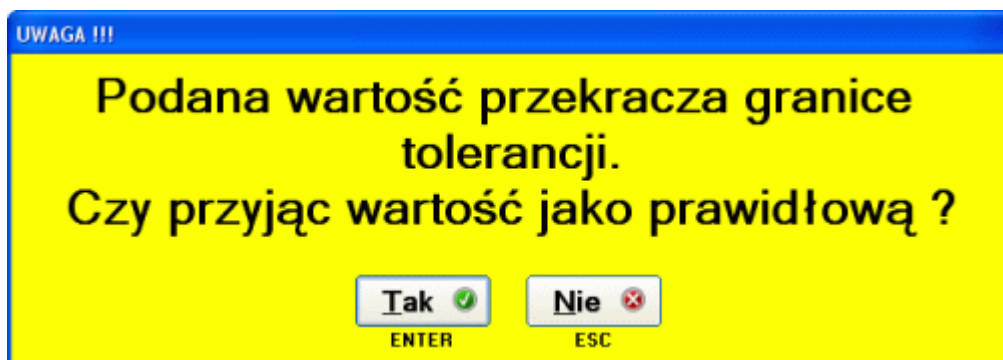 UWAGA !!!
Podana wartość przekracza granice
tolerancji.
Czy przyjąc wartość jako prawidłową ?
Tak Nie
ENTER ESC